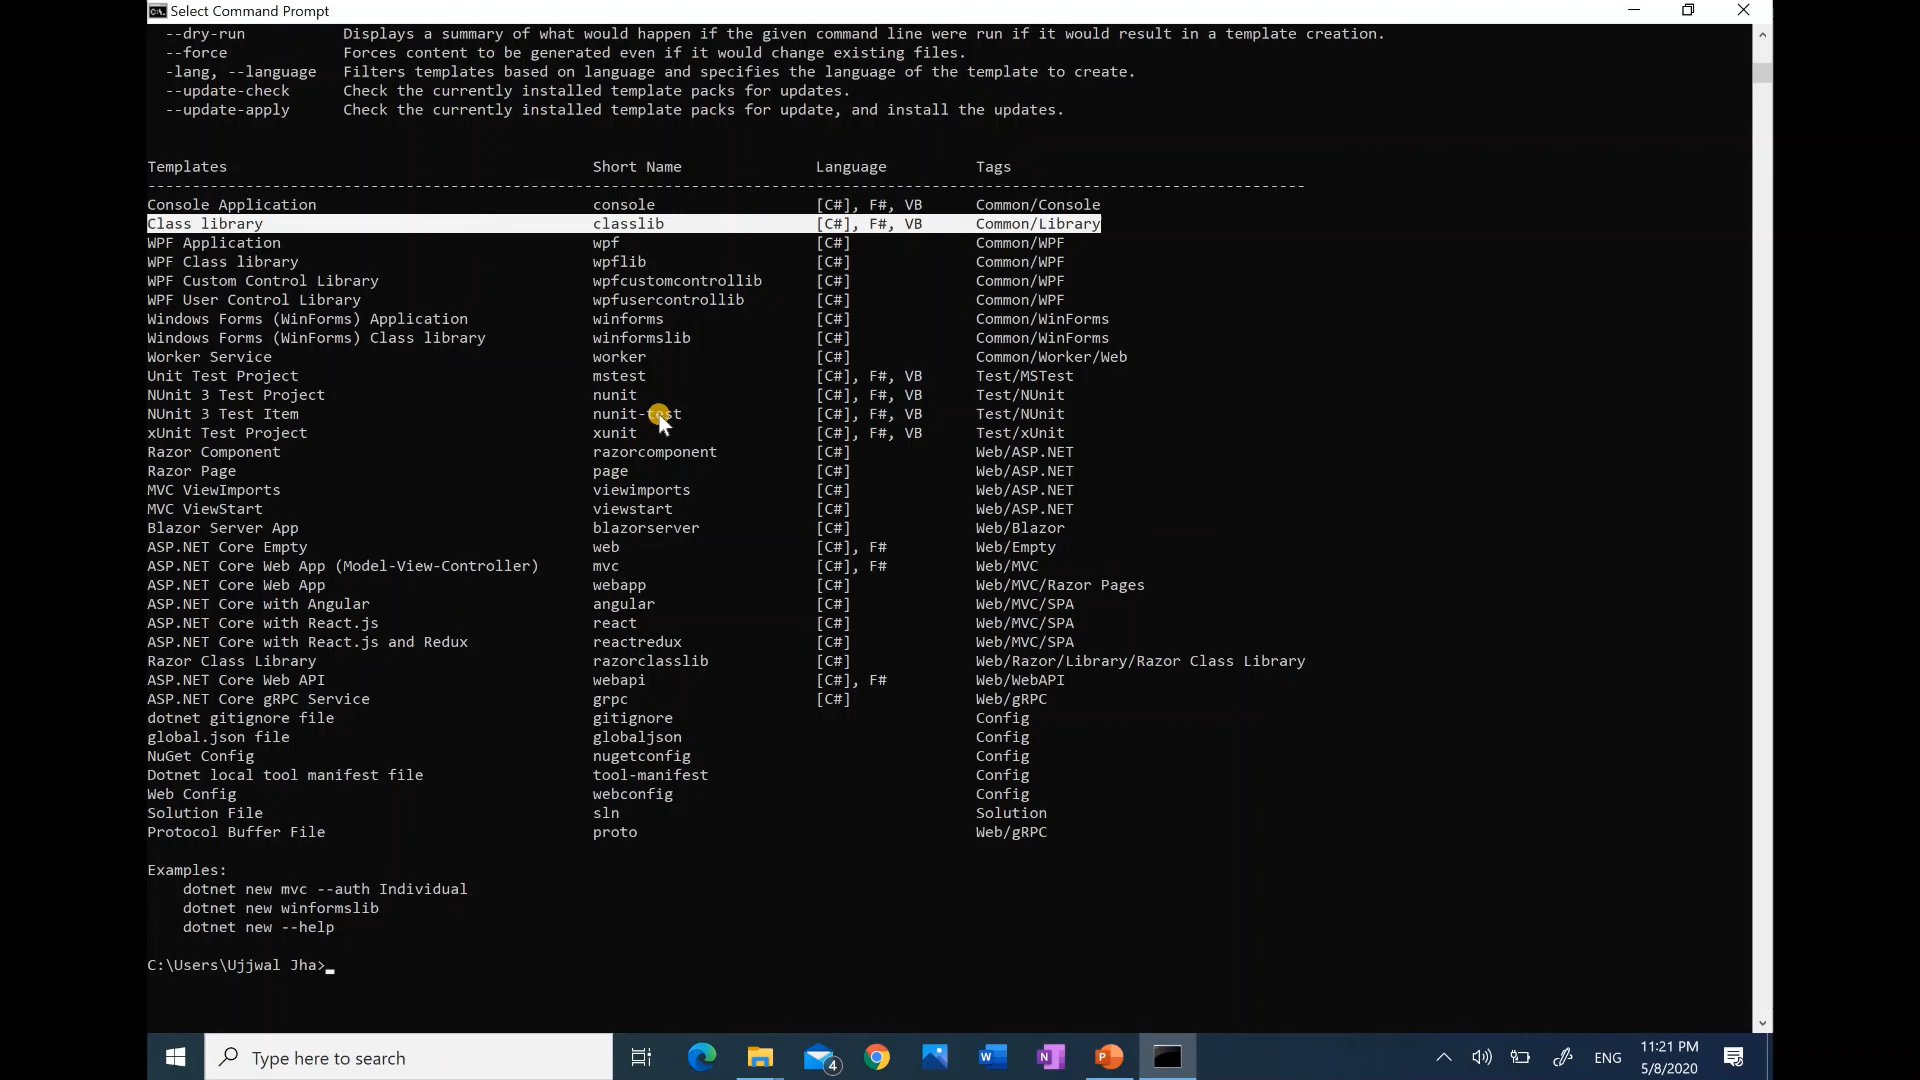 Select Command Prompt
--dry-run Displays a summary of what would happen if the given command line were run if it would result in a template creation.
--force Forces content to be generated even if it would change existing files.
-lang, --language Filters templates based on language and specifies the language of the template to create.
--update-check Check the currently installed template packs for updates.
--update-apply Check the currently installed template packs for update, and install the updates.
Templates Short Name Language Tags
----------------------------------------------------------------------------------------------------------------------------------
Console Application console [C#], F#, VB Common/Console
Class library classlib [C#], F#, VB Common/Library
WPF Application wpf [C#] Common/WPF
WPF Class library wpflib [C#] Common/WPF
WPF Custom Control Library wpfcustomcontrollib [C#] Common/WPF
WPF User Control Library wpfusercontrollib [C#] Common/WPF
Windows Forms (WinForms) Application winforms [C#] Common/WinForms
Windows Forms (WinForms) Class library winformslib [C#] Common/WinForms
Worker Service worker [C#] Common/Worker/Web
Unit Test Project mstest [C#], F#, VB Test/MSTest
NUnit 3 Test Project nunit [C#], F#, VB Test/NUnit
NUnit 3 Test Item nunit-test [C#], F#, VB Test/NUnit
xUnit Test Project xunit [C#], F#, VB Test/xUnit
Razor Component razorcomponent [C#] Web/ASP.NET
Razor Page page [C#] Web/ASP.NET
MVC ViewImports viewimports [C#] Web/ASP.NET
MVC ViewStart viewstart [C#] Web/ASP.NET
Blazor Server App blazorserver [C#] Web/Blazor
ASP.NET Core Empty web [C#], F# Web/Empty
ASP.NET Core Web App (Model-View-Controller) mvc [C#], F# Web/MVC
ASP.NET Core Web App webapp [C#] Web/MVC/Razor Pages
ASP.NET Core with Angular angular [C#] Web/MVC/SPA
ASP.NET Core with React.js react [C#] Web/MVC/SPA
ASP.NET Core with React.js and Redux reactredux [C#] Web/MVC/SPA
Razor Class Library razorclasslib [C#] Web/Razor/Library/Razor Class Library
ASP.NET Core Web API webapi [C#], F# Web/WebAPI
ASP.NET Core gRPC Service grpc [C#] Web/gRPC
dotnet gitignore file gitignore Config
global.json file globaljson Config
NuGet Config nugetconfig Config
Dotnet local tool manifest file tool-manifest Config
Web Config webconfig Config
Solution File sln Solution
Protocol Buffer File proto Web/gRPC
Examples:
dotnet new mvc --auth Individual
dotnet new winformslib
dotnet new --help
C:\Users\Ujjwal Jha>
Type here to search
4
ENG
11:21 PM
5/8/2020